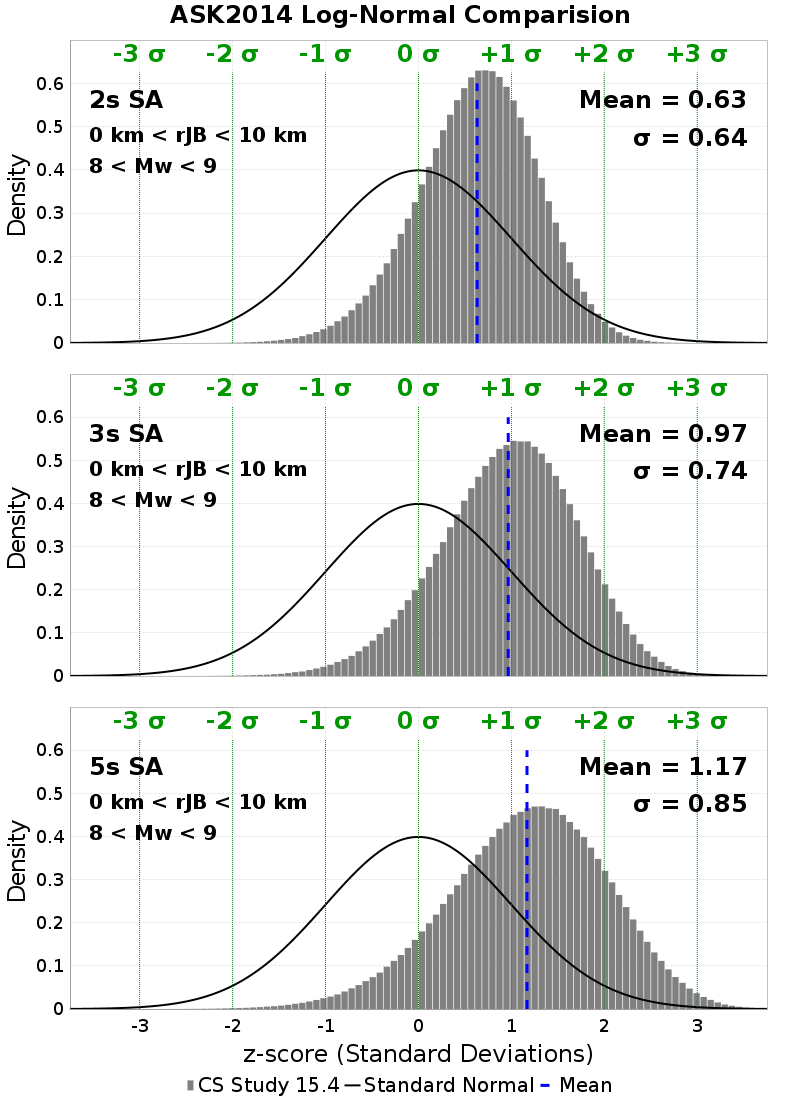 ASK2014 Log-Normal Comparision
-3 σ -2 σ -1 σ 0 σ +1 σ +2 σ +3 σ
2s SA
0 km < rJB < 10 km
8 < Mw < 9
Mean = 0.63
σ = 0.64
Density
0.6
0.5
0.4
0.3
0.2
0.1
0
-3 σ -2 σ -1 σ 0 σ +1 σ +2 σ +3 σ
3s SA
0 km < rJB < 10 km
8 < Mw < 9
Mean = 0.97
σ = 0.74
Density
0.6
0.5
0.4
0.3
0.2
0.1
0
-3 σ -2 σ -1 σ 0 σ +1 σ +2 σ +3 σ
5s SA
0 km < rJB < 10 km
8 < Mw < 9
Mean = 1.17
σ = 0.85
Density
0.6
0.5
0.4
0.3
0.2
0.1
0
-3 -2 -1 0 1 2 3
z-score (Standard Deviations)
CS Study 15.4 Standard Normal Mean